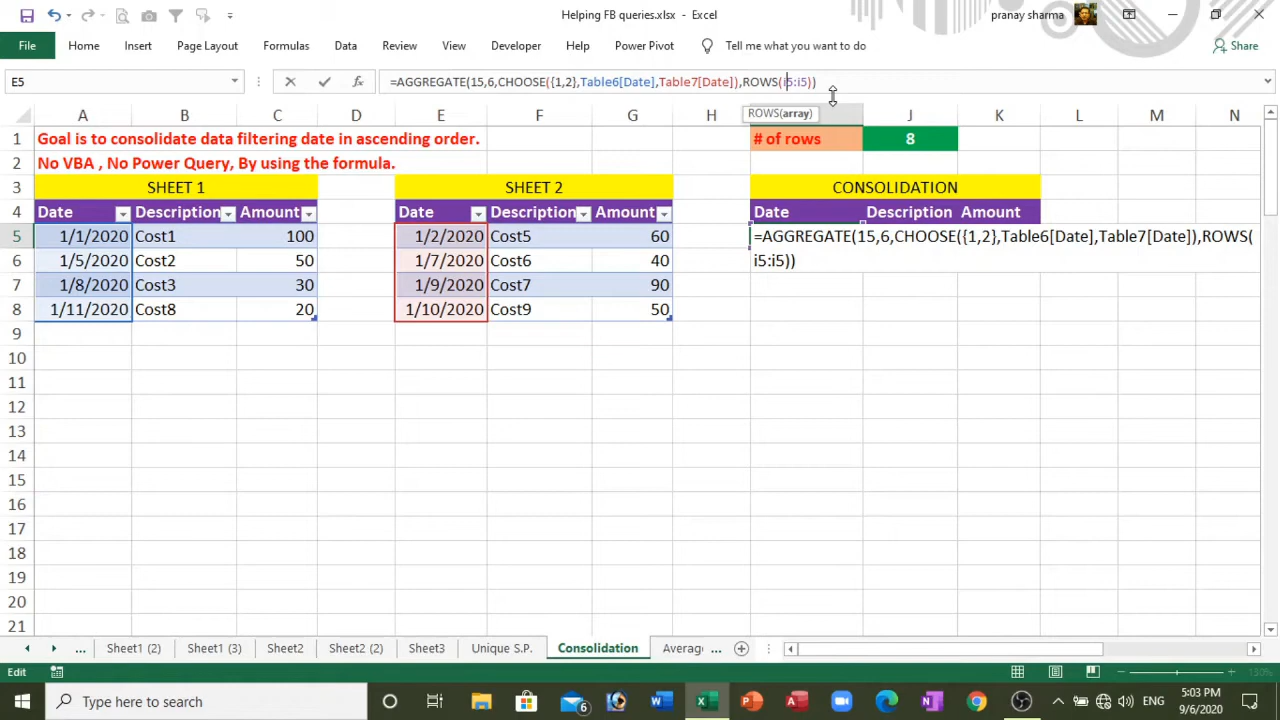 Helping FB queries.xlsx - Excel
pranay sharma
File Home Insert Page Layout Formulas Data Review View Developer Help Power Pivot Tell me what you want to do Share
E5 fx =AGGREGATE(15,6,CHOOSE({1,2},Table6[Date],Table7[Date]),ROWS(i5:i5))
ROWS(array)
A B C D E F G H J K L M N
1 Goal is to consolidate data filtering date in ascending order. # of rows 8
2 No VBA , No Power Query, By using the formula.
3 SHEET 1 SHEET 2 CONSOLIDATION
4 Date Description Amount Date Description Amount Date Description Amount
5 1/1/2020 Cost1 100 1/2/2020 Cost5 60 =AGGREGATE(15,6,CHOOSE({1,2},Table6[Date],Table7[Date]),ROWS(
6 1/5/2020 Cost2 50 1/7/2020 Cost6 40 i5:i5))
7 1/8/2020 Cost3 30 1/9/2020 Cost7 90
8 1/11/2020 Cost8 20 1/10/2020 Cost9 50
9
10
11
12
13
14
15
16
17
18
19
20
21
... Sheet1 (2) Sheet1 (3) Sheet2 Sheet2 (2) Sheet3 Unique S.P. Consolidation Average ...
Edit 130%
Type here to search 6 ENG 5:03 PM
9/6/2020